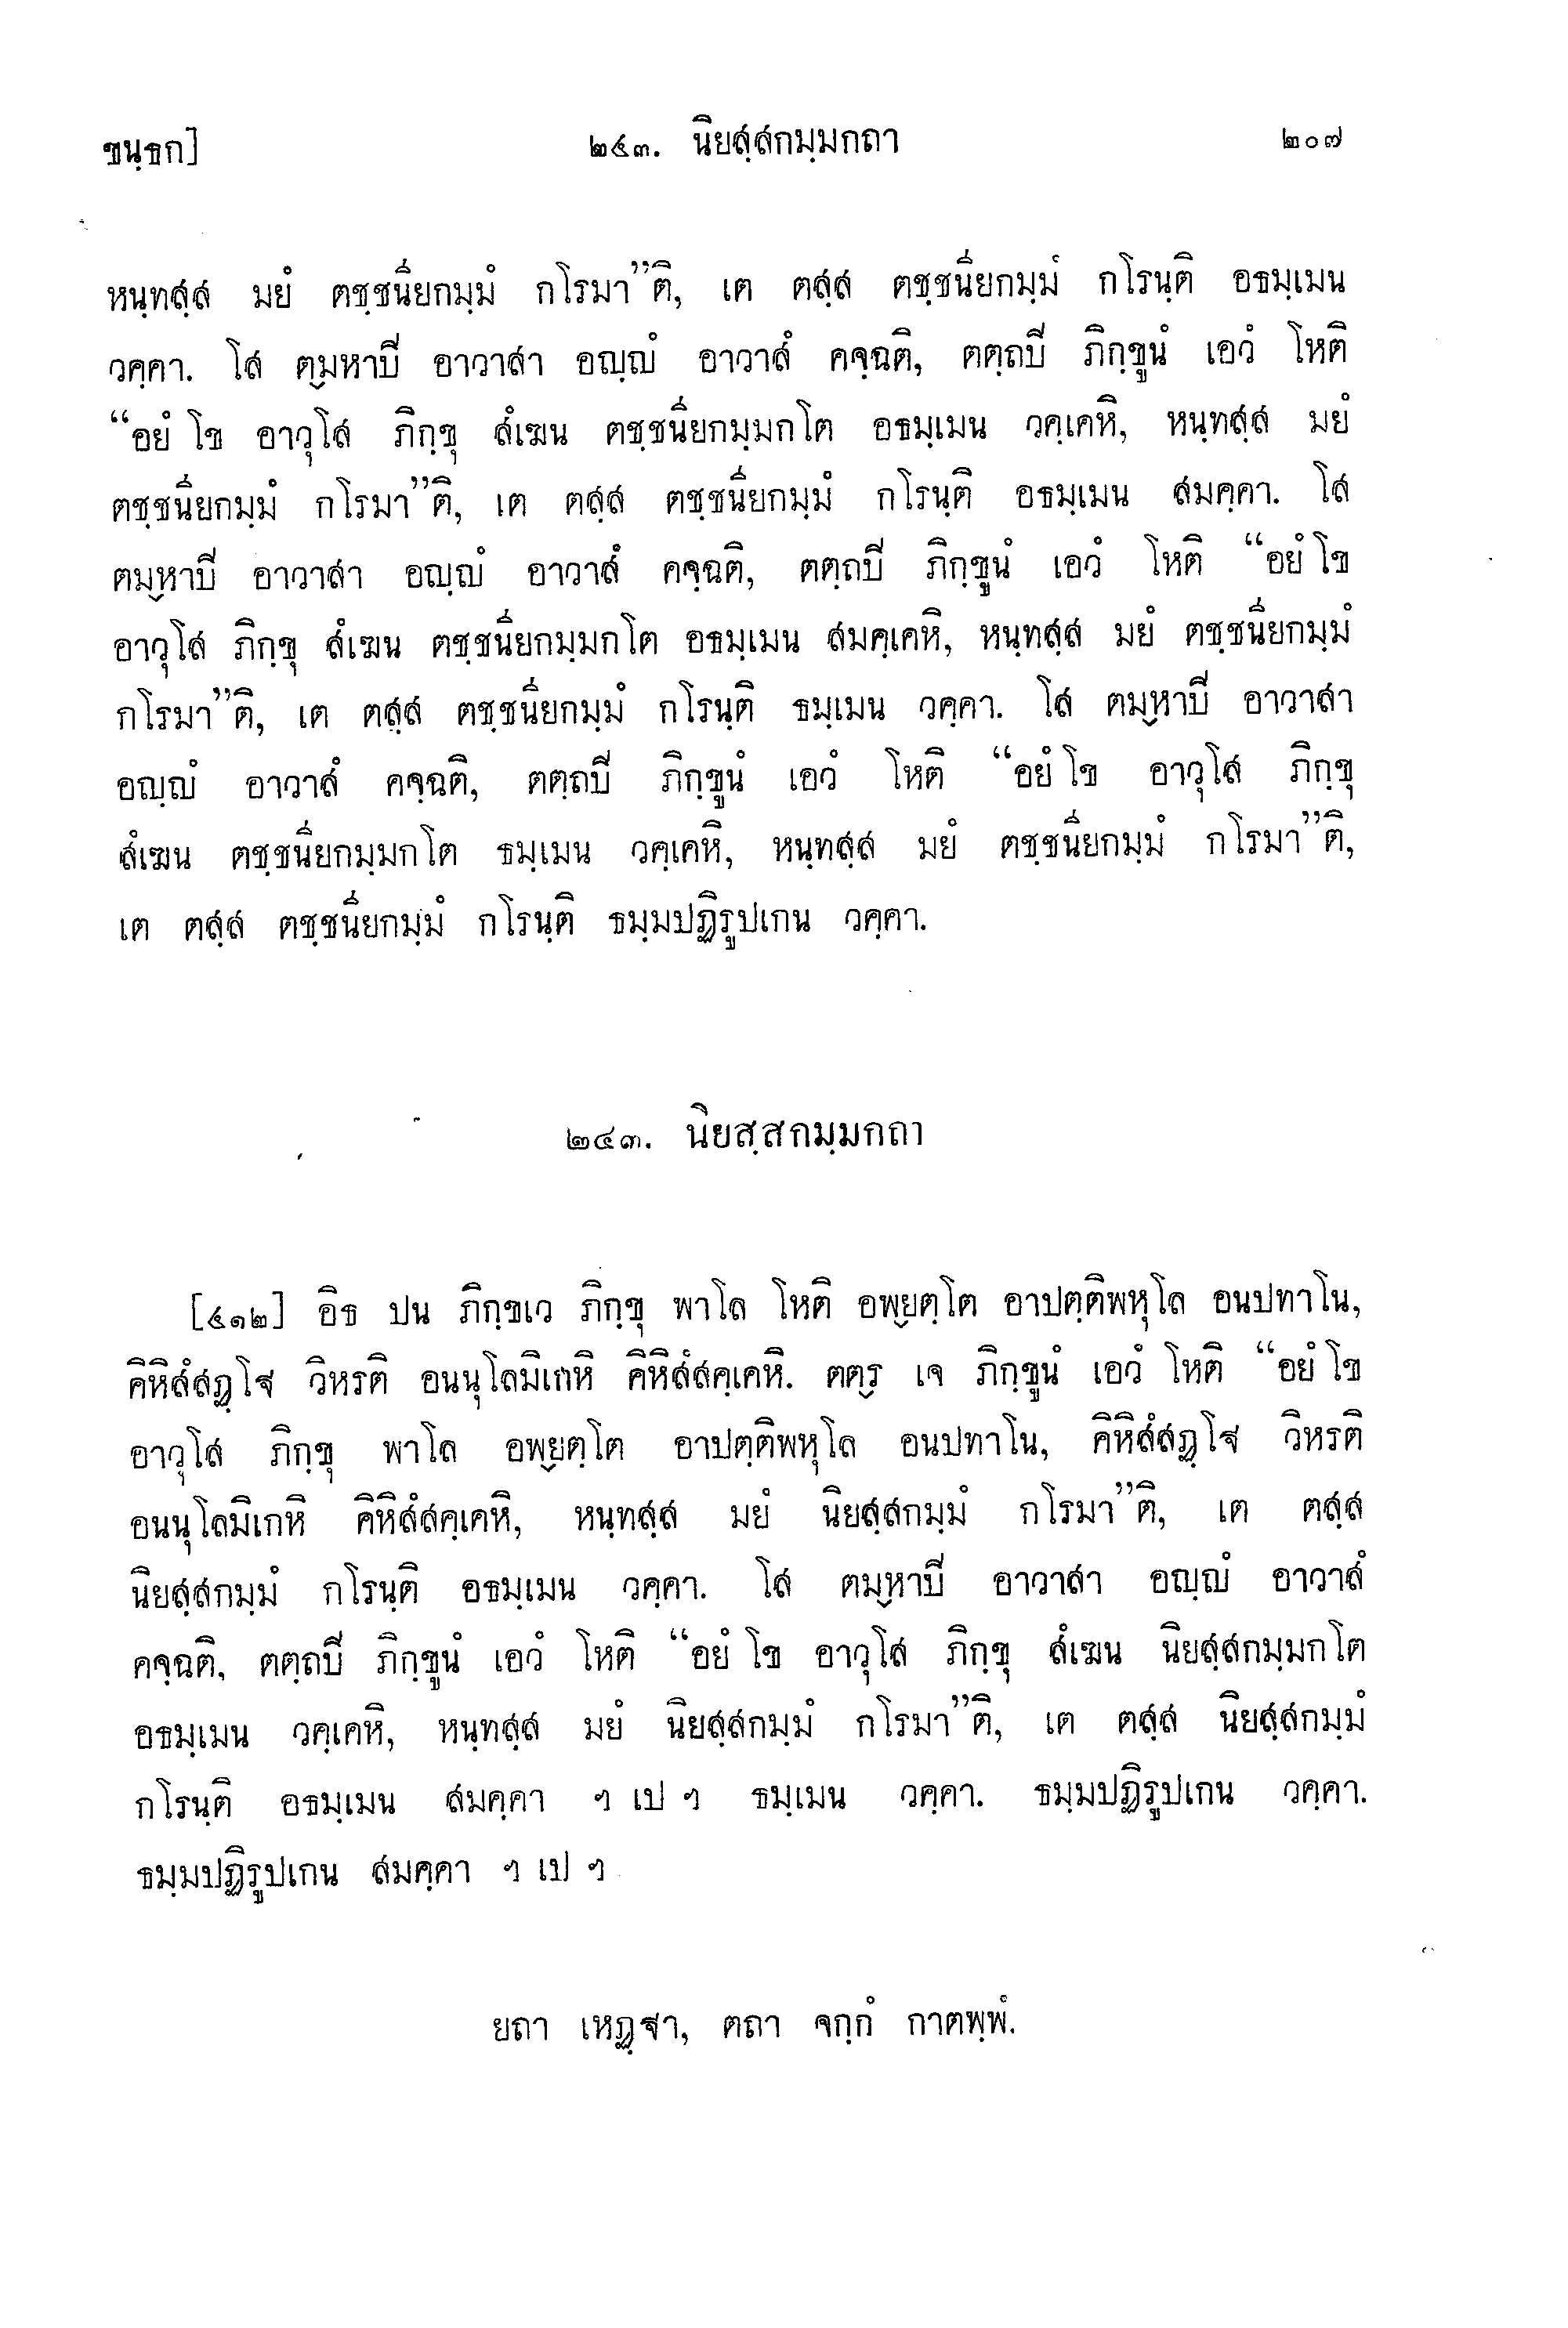 ขนฺธก] ๒๔๓. นิยสฺสกมฺมกถา ๒๐๗
หนฺทสฺส มยํ ตชฺชนียกมฺมํ กโรมา”ติ, เต ตสฺส ตชฺชนียกมฺมํ กโรนฺติ อธมฺเมน
วคฺคา. โส ตมฺหาปิ อาวาสา อญฺญํ อาวาสํ คจฺฉติ, ตตฺถปิ ภิกฺขูนํ เอวํ โหติ
“อยํ โข อาวุโส ภิกฺขุ สํเฆน ตชฺชนียกมฺมกโต อธมฺเมน วคฺเคหิ, หนฺทสฺส มยํ
ตชฺชนียกมฺมํ กโรมา”ติ, เต ตสฺส ตชฺชนียกมฺมํ กโรนฺติ อธมฺเมน สมคฺคา. โส
ตมฺหาปิ อาวาสา อญฺญํ อาวาสํ คจฺฉติ, ตตฺถปิ ภิกฺขูนํ เอวํ โหติ “อยํ โข
อาวุโส ภิกฺขุ สํเฆน ตชฺชนียกมฺมกโต อธมฺเมน สมคฺเคหิ, หนฺทสฺส มยํ ตชฺชนียกมฺมํ
กโรมา”ติ, เต ตสฺส ตชฺชนียกมฺมํ กโรนฺติ ธมฺเมน วคฺคา. โส ตมฺหาปิ อาวาสา
อญฺญํ อาวาสํ คจฺฉติ, ตตฺถปิ ภิกฺขูนํ เอวํ โหติ “อยํ โข อาวุโส ภิกฺขุ
สํเฆน ตชฺชนียกมฺมกโต ธมฺเมน วคฺเคหิ, หนฺทสฺส มยํ ตชฺชนียกมฺมํ กโรมา”ติ,
เต ตสฺส ตชฺชนียกมฺมํ กโรนฺติ ธมฺมปฏิรูปเกน วคฺคา.
๒๔๓. นิยสฺสกมฺมกถา
[๔๑๒] อิธ ปน ภิกฺขเว ภิกฺขุ พาโล โหติ อพฺยตฺโต อาปตฺติพหุโล อนปทาโน,
คิหิสํสฏฺโฐ วิหรติ อนนุโลมิเกหิ คิหิสํสคฺเคหิ. ตตฺร เจ ภิกฺขูนํ เอวํ โหติ “อยํ โข
อาวุโส ภิกฺขุ พาโล อพฺยตฺโต อาปตฺติพหุโล อนปทาโน, คิหิสํสฏฺโฐ วิหรติ
อนนุโลมิเกหิ คิหิสํสคฺเคหิ, หนฺทสฺส มยํ นิยสฺสกมฺมํ กโรมา”ติ, เต ตสฺส
นิยสฺสกมฺมํ กโรนฺติ อธมฺเมน วคฺคา. โส ตมฺหาปิ อาวาสา อญฺญํ อาวาสํ
คจฺฉติ, ตตฺถปิ ภิกฺขูนํ เอวํ โหติ “อยํ โข อาวุโส ภิกฺขุ สํเฆน นิยสฺสกมฺมกโต
อธมฺเมน วคฺเคหิ, หนฺทสฺส มยํ นิยสฺสกมฺมํ กโรมา”ติ, เต ตสฺส นิยสฺสกมฺมํ
กโรนฺติ อธมฺเมน สมคฺคา ฯ เป ฯ ธมฺเมน วคฺคา. ธมฺมปฏิรูปเกน วคฺคา.
ธมฺมปฏิรูปเกน สมคฺคา ฯ เป ฯ
ยถา เหฏฺฐา, ตถา จกฺกํ กาตพฺพํ.